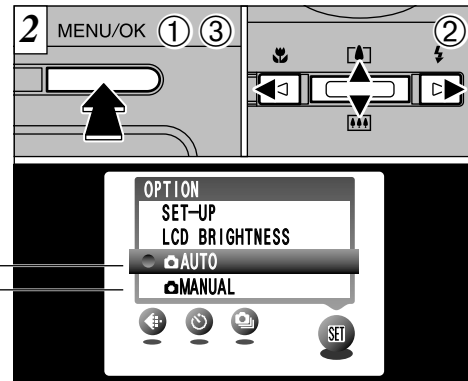 2 MENU/OK ① ③
②
OPTION
SET-UP
LCD BRIGHTNESS
AUTO
MANUAL
SET